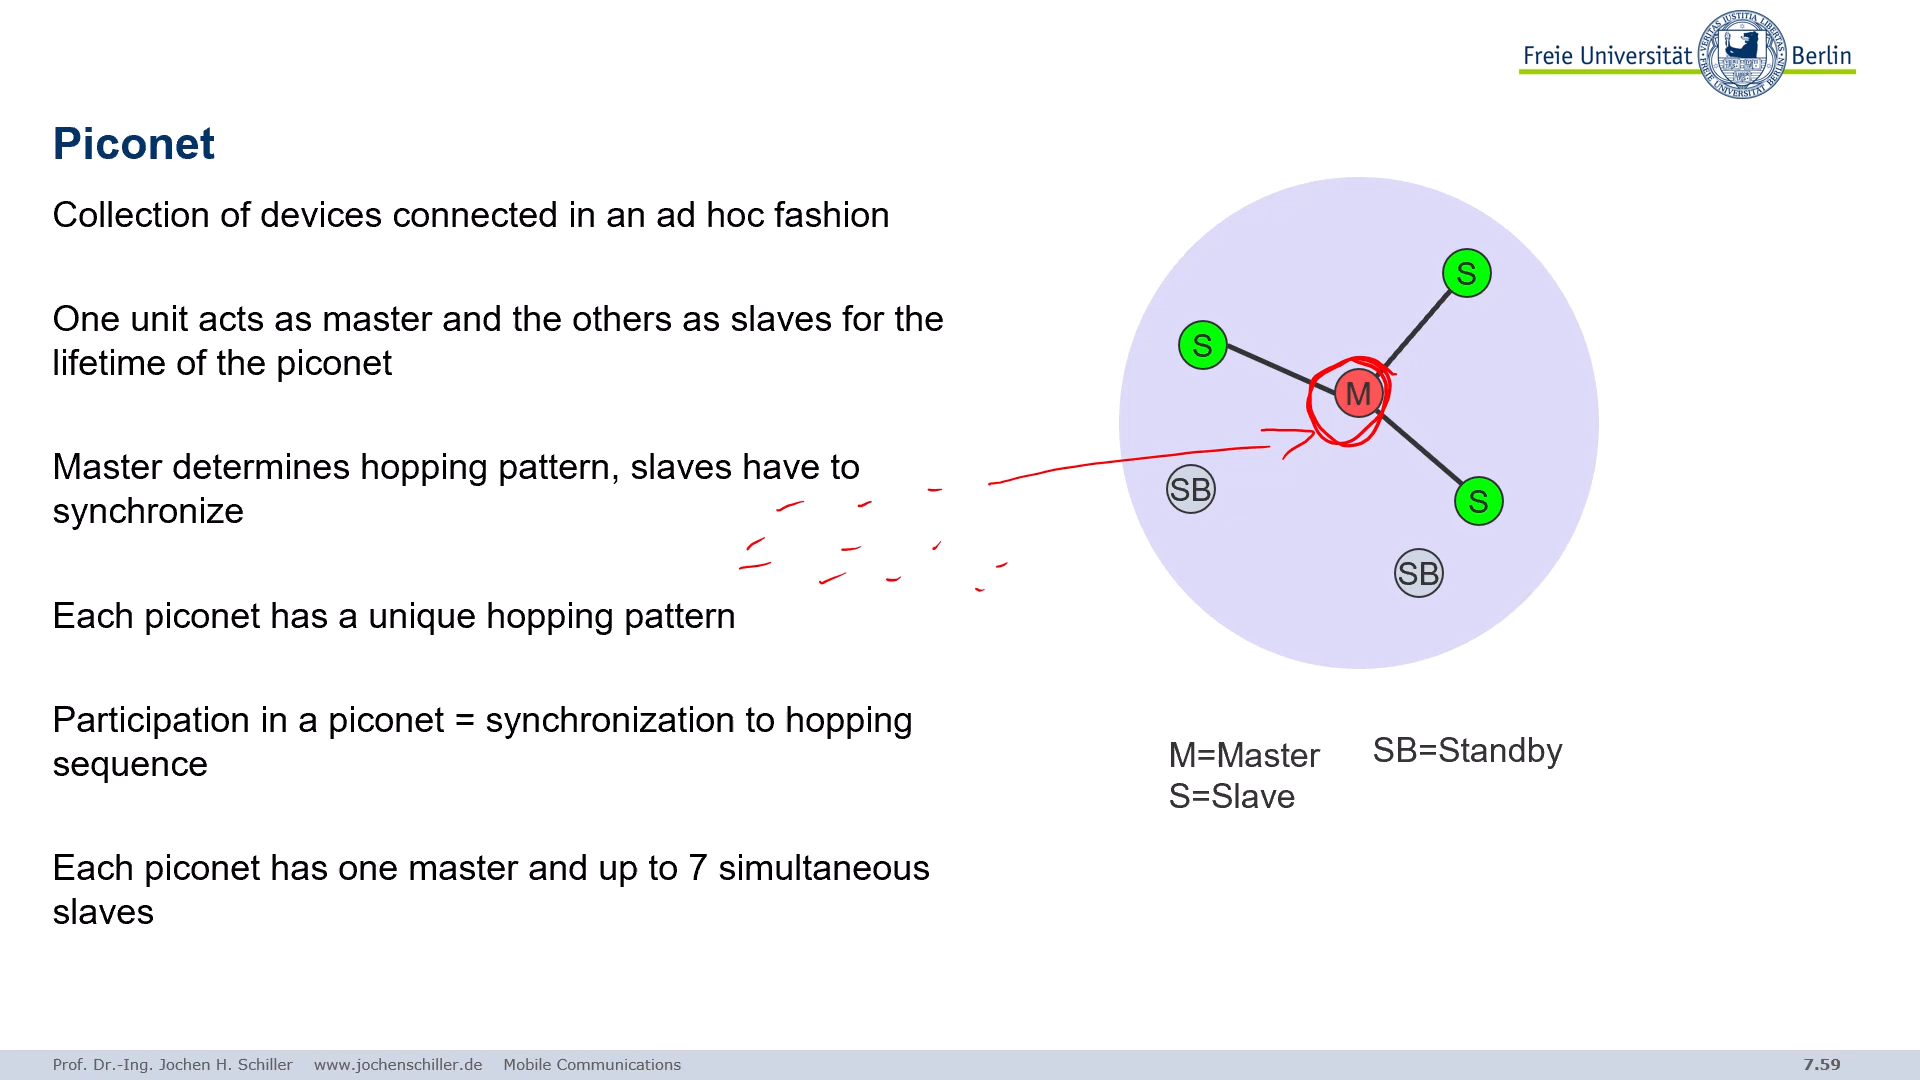 Freie Universität Berlin
Piconet
Collection of devices connected in an ad hoc fashion
One unit acts as master and the others as slaves for the
lifetime of the piconet
Master determines hopping pattern, slaves have to
synchronize
Each piconet has a unique hopping pattern
Participation in a piconet = synchronization to hopping
sequence
Each piconet has one master and up to 7 simultaneous
slaves
S
S
M
SB
S
SB
M=Master
S=Slave
SB=Standby
Prof. Dr.-Ing. Jochen H. Schiller www.jochenschiller.de Mobile Communications
7.59